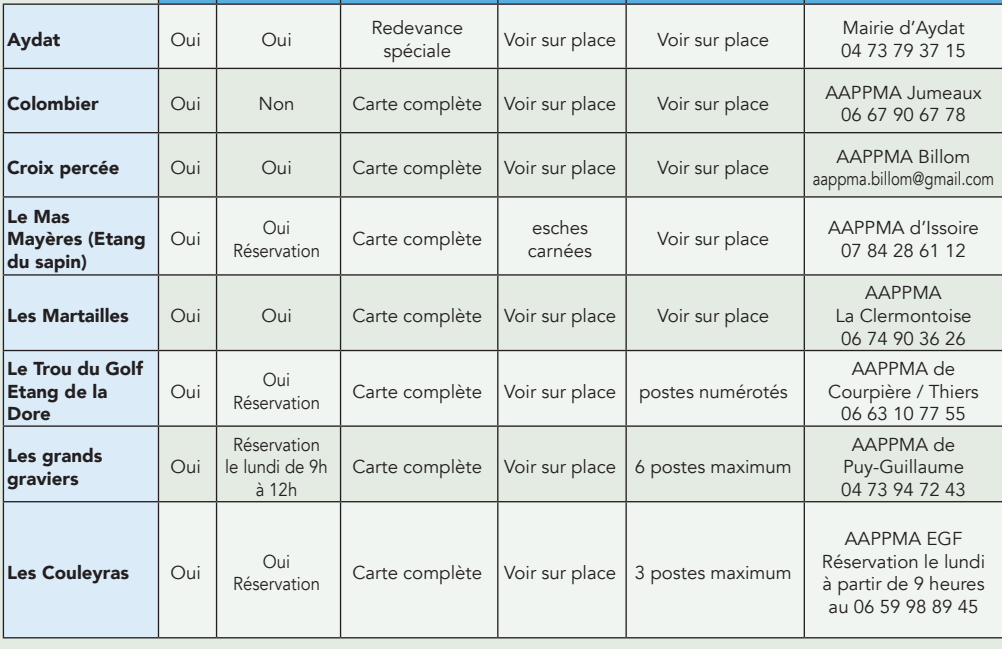 Aydat
Oui
Oui
Redevance
spéciale
Voir sur place
Voir sur place
Mairie d'Aydat
04 73 79 37 15
Colombier
Oui
Non
Carte complète
Voir sur place
Voir sur place
AAPPMA Jumeaux
06 67 90 67 78
Croix percée
Oui
Oui
Carte complète
Voir sur place
Voir sur place
AAPPMA Billom
aappma.billom@gmail.com
Le Mas
Mayères (Etang
du sapin)
Oui
Oui
Réservation
Carte complète
esches
carnées
Voir sur place
AAPPMA d'Issoire
07 84 28 61 12
Les Martailles
Oui
Oui
Carte complète
Voir sur place
Voir sur place
AAPPMA
La Clermontoise
06 74 90 36 26
Le Trou du Golf
Etang de la
Dore
Oui
Oui
Réservation
Carte complète
Voir sur place
postes numérotés
AAPPMA de
Courpière / Thiers
06 63 10 77 55
Les grands
graviers
Oui
Réservation
le lundi de 9h
à 12h
Carte complète
Voir sur place
6 postes maximum
AAPPMA de
Puy-Guillaume
04 73 94 72 43
Les Couleyras
Oui
Oui
Réservation
Carte complète
Voir sur place
3 postes maximum
AAPPMA EGF
Réservation le lundi
à partir de 9 heures
au 06 59 98 89 45